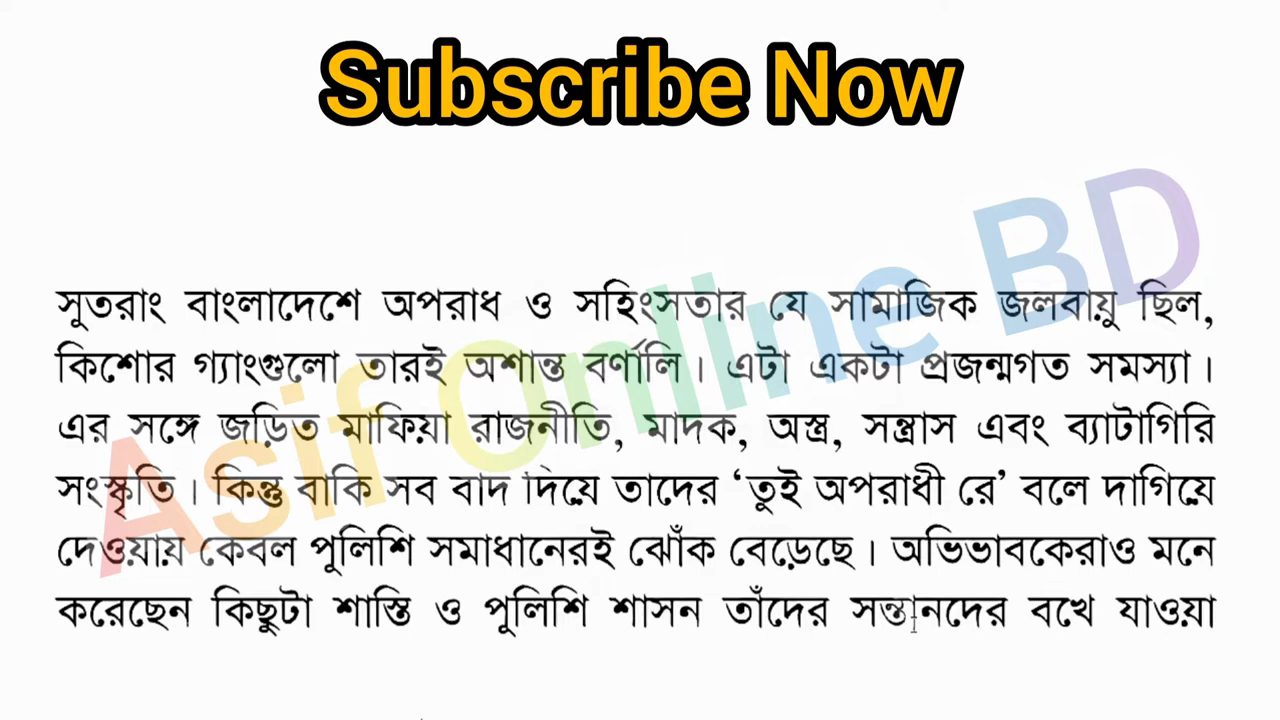 Subscribe Now
Asif Online BD
সুতরাং বাংলাদেশে অপরাধ ও সহিংসতার যে সামাজিক জলবায়ু ছিল,
কিশোর গ্যাংগুলো তারই অশান্ত বর্ণালি। এটা একটা প্রজন্মগত সমস্যা।
এর সঙ্গে জড়িত মাফিয়া রাজনীতি, মাদক, অস্ত্র, সন্ত্রাস এবং ব্যাটাগিরি
সংস্কৃতি। কিন্তু বাকি সব বাদ দিয়ে তাদের ‘তুই অপরাধী রে’ বলে দাগিয়ে
দেওয়ায় কেবল পুলিশি সমাধানেরই ঝোঁক বেড়েছে। অভিভাবকেরাও মনে
করেছেন কিছুটা শাস্তি ও পুলিশি শাসন তাঁদের সন্তানদের বখে যাওয়া